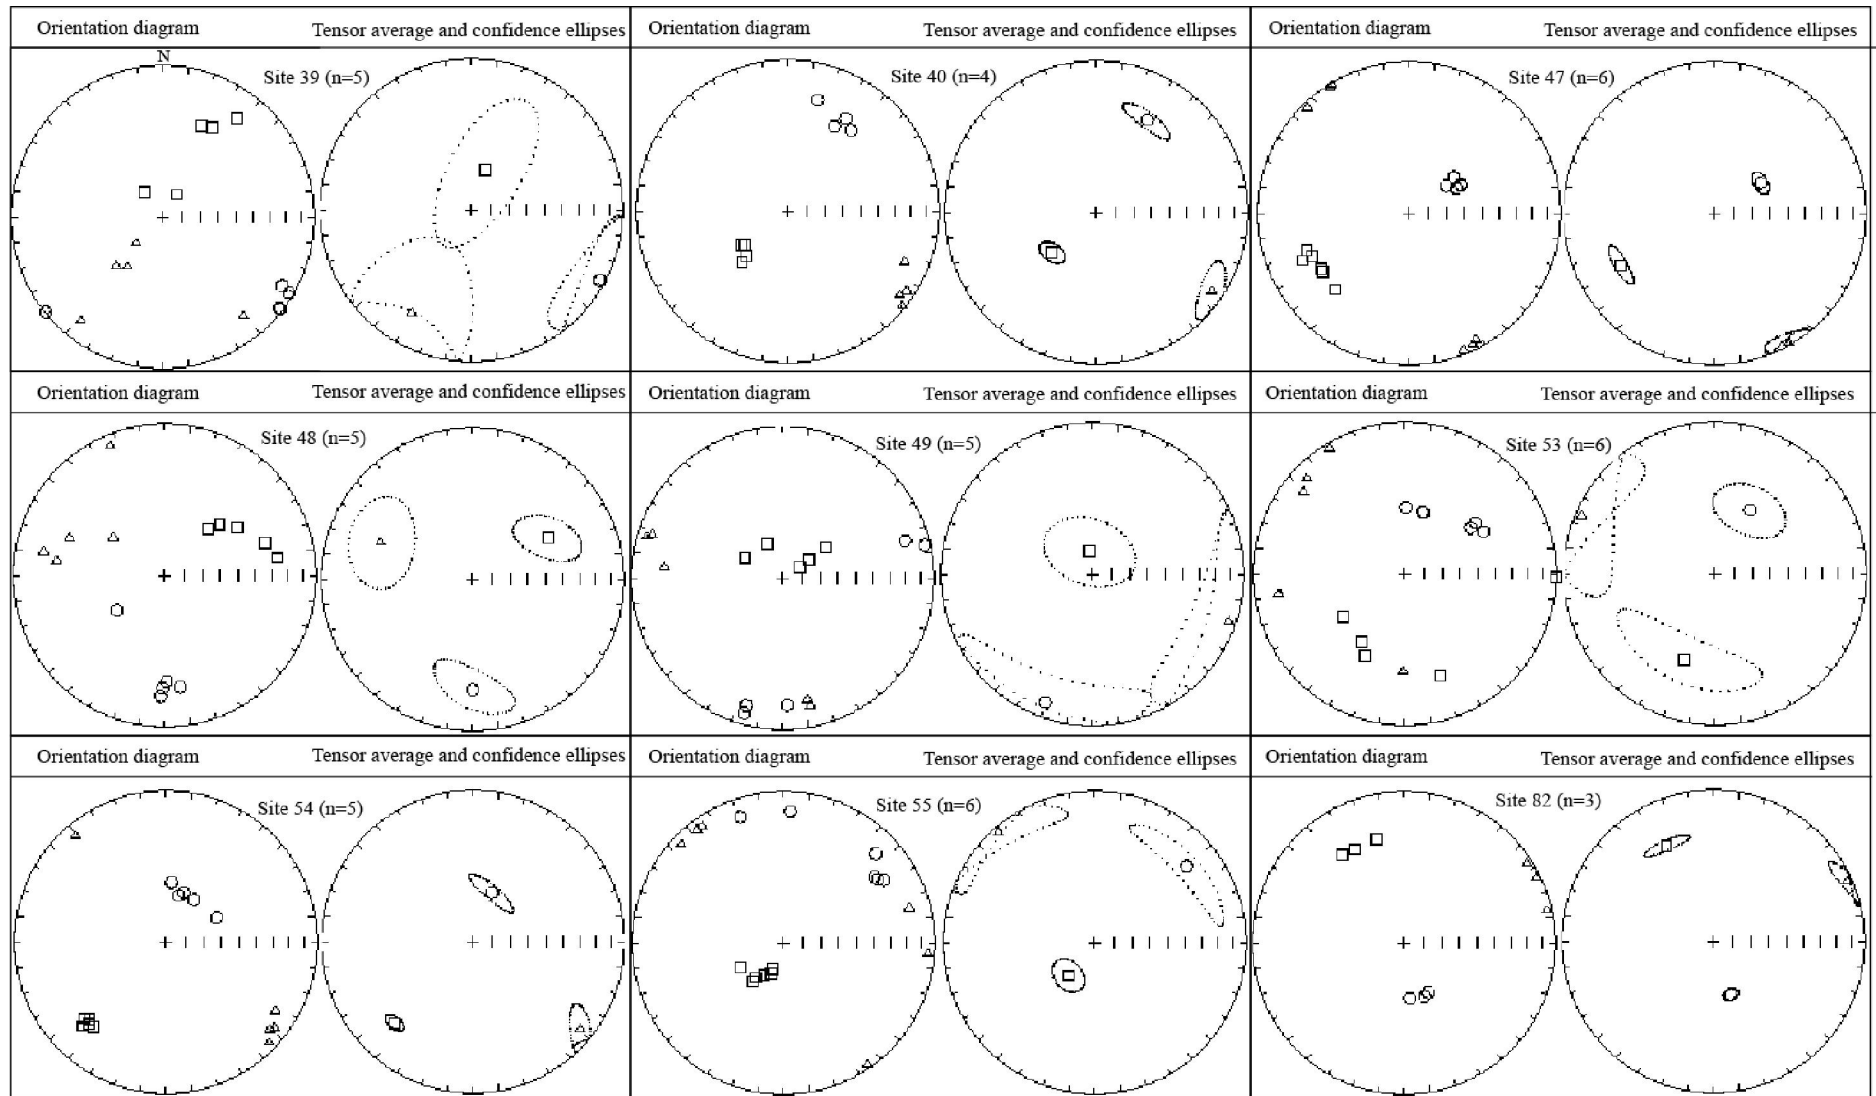 Orientation diagram Tensor average and confidence ellipses Orientation diagram Tensor average and confidence ellipses Orientation diagram Tensor average and confidence ellipses
N
Site 39 (n=5) Site 40 (n=4) Site 47 (n=6)
Orientation diagram Tensor average and confidence ellipses Orientation diagram Tensor average and confidence ellipses Orientation diagram Tensor average and confidence ellipses
Site 48 (n=5) Site 49 (n=5) Site 53 (n=6)
Orientation diagram Tensor average and confidence ellipses Orientation diagram Tensor average and confidence ellipses Orientation diagram Tensor average and confidence ellipses
Site 54 (n=5) Site 55 (n=6) Site 82 (n=3)